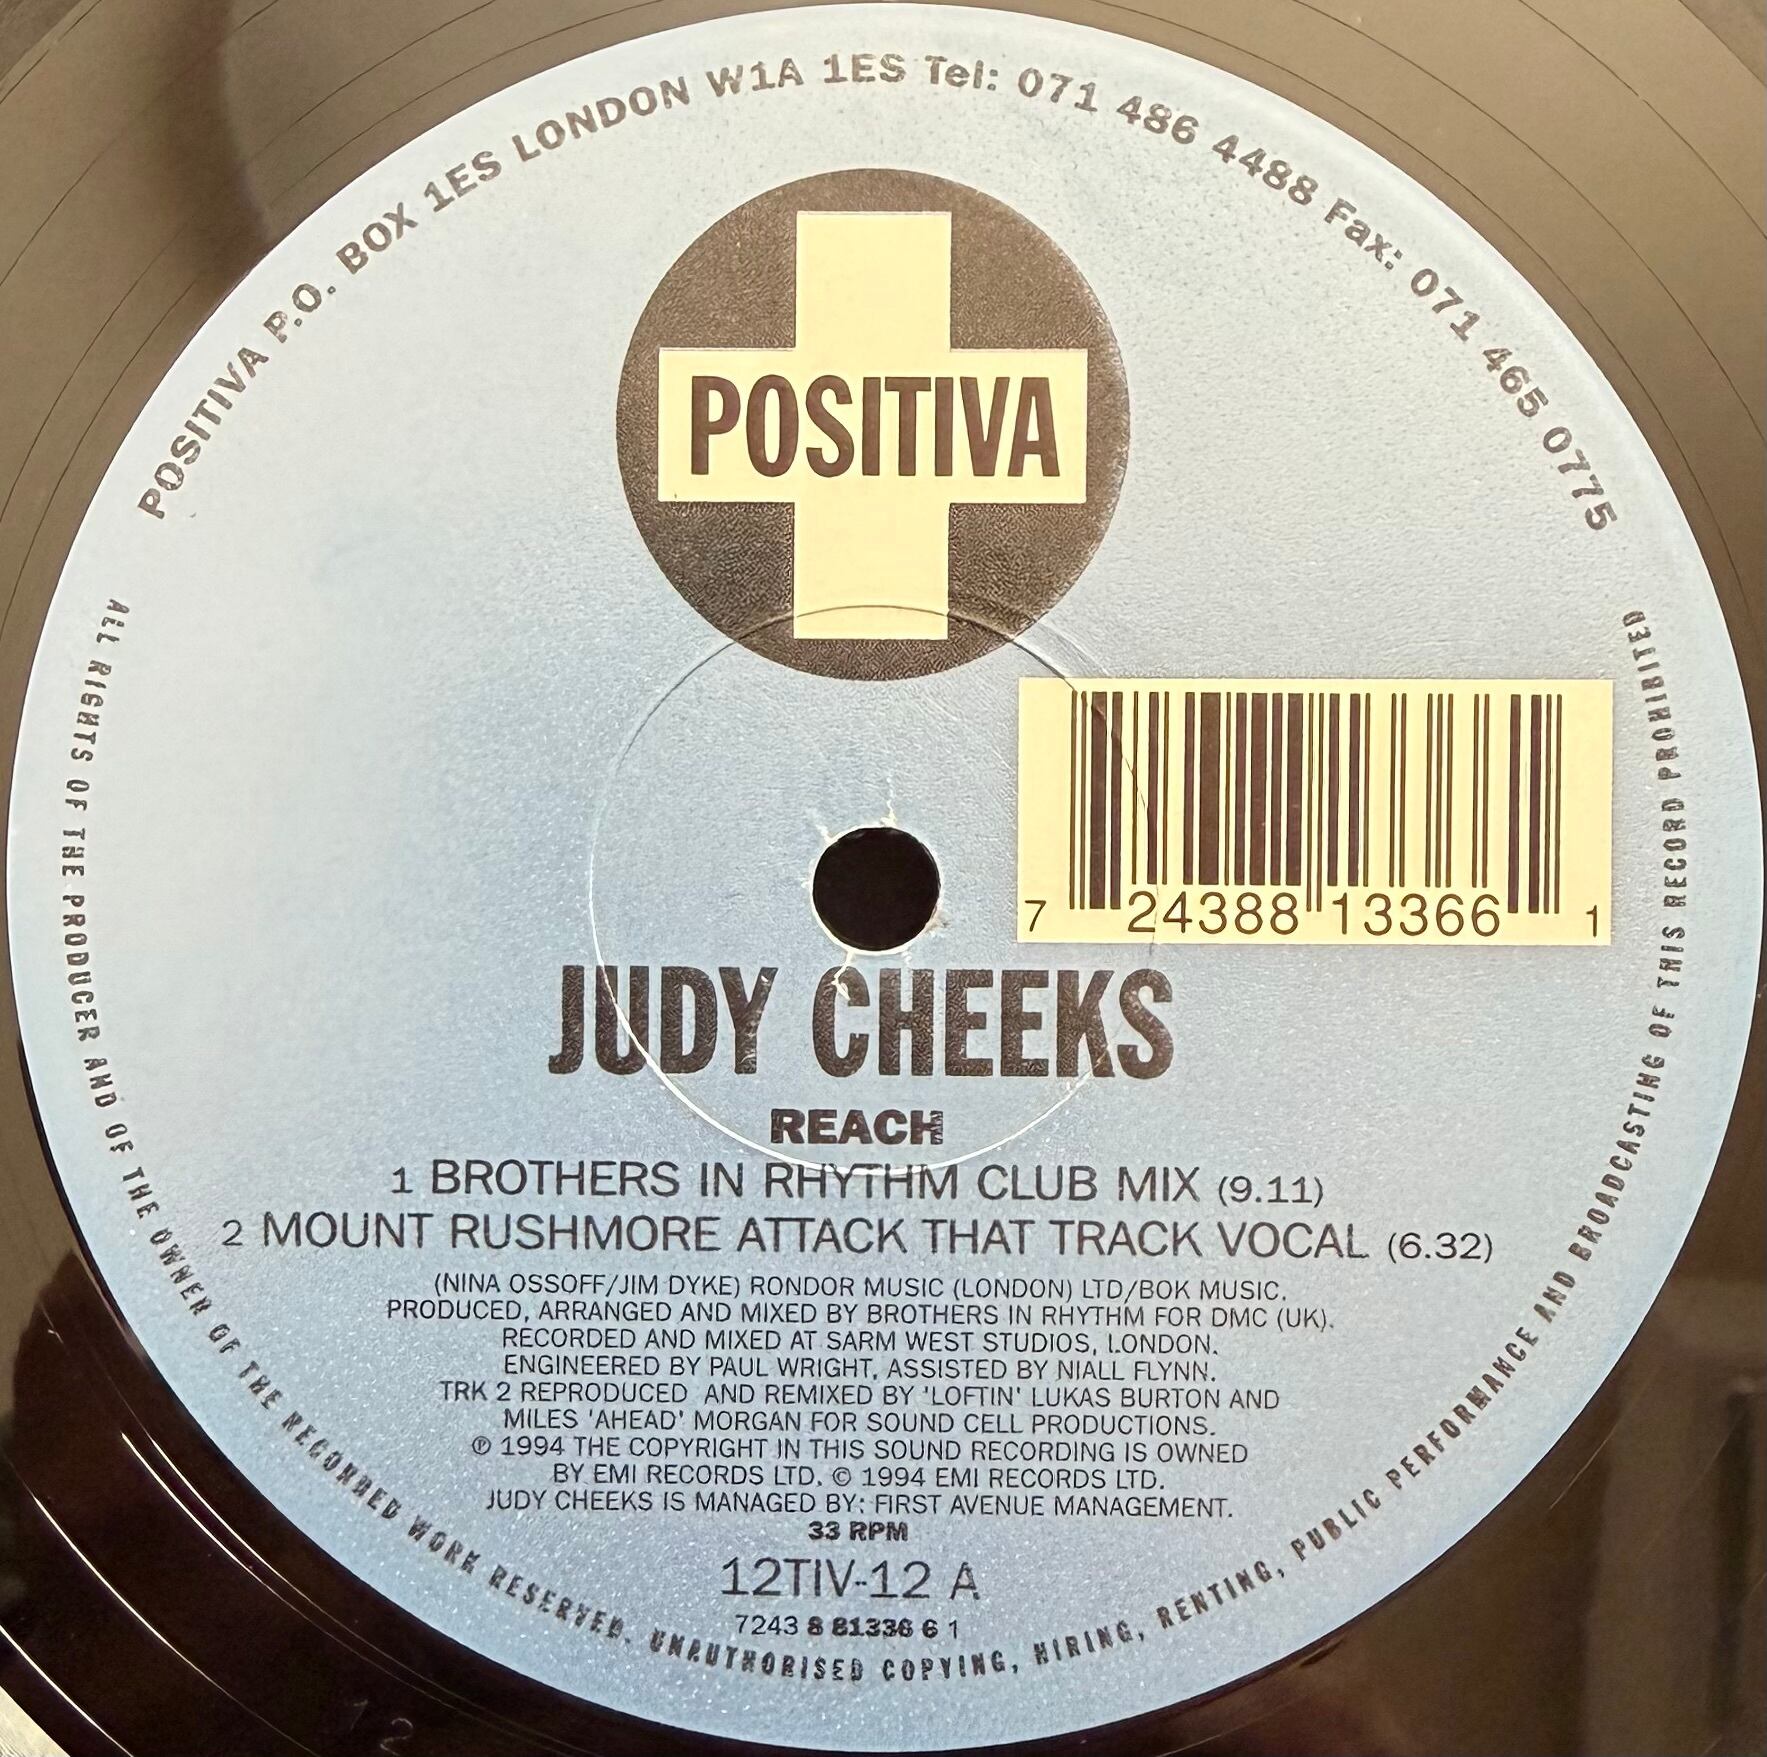 POSITIVA P.O. BOX 1ES LONDON W1A 1ES Tel: 071 486 4488 Fax: 071 465 0775
POSITIVA
7 24388 13366 1
JUDY CHEEKS
REACH
1 BROTHERS IN RHYTHM CLUB MIX (9.11)
2 MOUNT RUSHMORE ATTACK THAT TRACK VOCAL (6.32)
(NINA OSSOFF/JIM DYKE) RONDOR MUSIC (LONDON) LTD/BOK MUSIC.
PRODUCED, ARRANGED AND MIXED BY BROTHERS IN RHYTHM FOR DMC (UK).
RECORDED AND MIXED AT SARM WEST STUDIOS, LONDON.
ENGINEERED BY PAUL WRIGHT, ASSISTED BY NIALL FLYNN.
TRK 2 REPRODUCED AND REMIXED BY 'LOFTIN' LUKAS BURTON AND
MILES 'AHEAD' MORGAN FOR SOUND CELL PRODUCTIONS.
℗ 1994 THE COPYRIGHT IN THIS SOUND RECORDING IS OWNED
BY EMI RECORDS LTD. © 1994 EMI RECORDS LTD.
JUDY CHEEKS IS MANAGED BY: FIRST AVENUE MANAGEMENT.
33 RPM
12TIV-12 A
7243 8 81336 6 1
ALL RIGHTS OF THE PRODUCER AND OF THE OWNER OF THE RECORDED WORK RESERVED. UNAUTHORISED COPYING, HIRING, RENTING, PUBLIC PERFORMANCE AND BROADCASTING OF THIS RECORD PROHIBITED
12